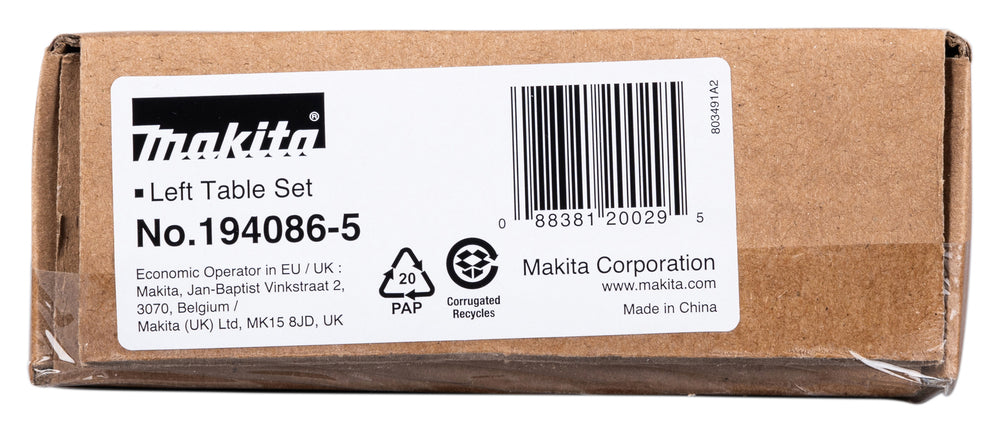 makita®
▪ Left Table Set
No.194086-5
Economic Operator in EU / UK :
Makita, Jan-Baptist Vinkstraat 2,
3070, Belgium /
Makita (UK) Ltd, MK15 8JD, UK
20
PAP
Corrugated
Recycles
0 88381 20029 5
803491A2
Makita Corporation
www.makita.com
Made in China